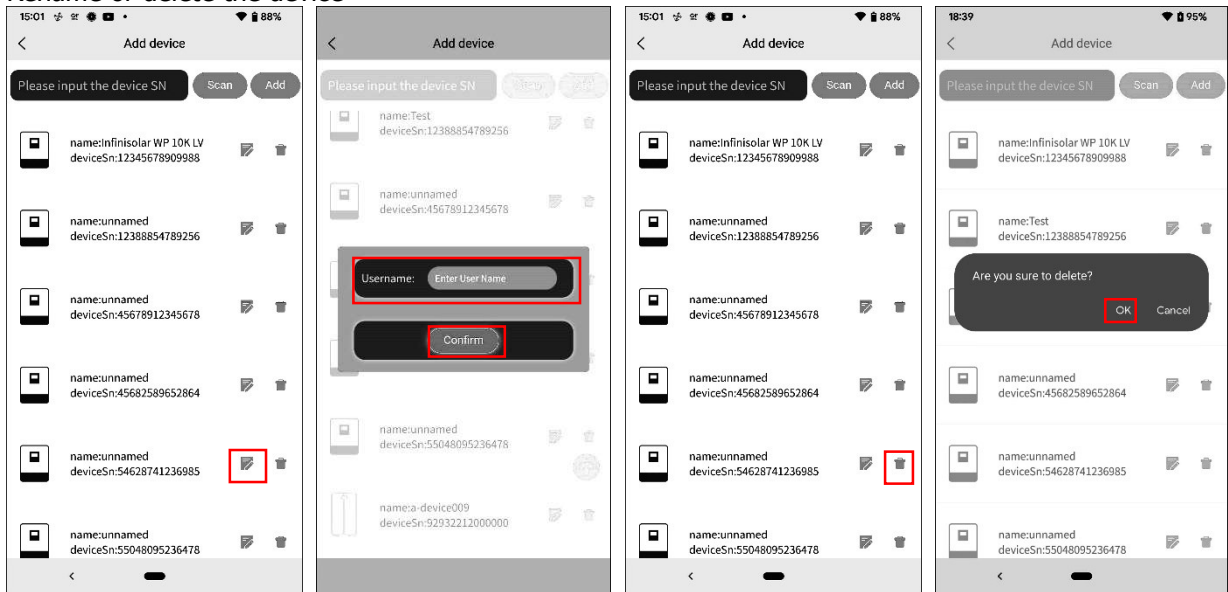 Rename or delete the device
15:01
88%
Add device
Please input the device SN
Scan
Add
name:Infinisolar WP 10K LV
deviceSn:12345678909988
name:unnamed
deviceSn:12388854789256
name:unnamed
deviceSn:45678912345678
name:unnamed
deviceSn:45682589652864
name:unnamed
deviceSn:54628741236985
name:unnamed
deviceSn:55048095236478
Add device
Please input the device SN
name:Test
deviceSn:12388854789256
name:unnamed
deviceSn:45678912345678
Username:
Enter User Name
Confirm
name:unnamed
deviceSn:55048095236478
name:a-device009
deviceSn:92932212000000
15:01
88%
Add device
Please input the device SN
Scan
Add
name:Infinisolar WP 10K LV
deviceSn:12345678909988
name:unnamed
deviceSn:12388854789256
name:unnamed
deviceSn:45678912345678
name:unnamed
deviceSn:45682589652864
name:unnamed
deviceSn:54628741236985
name:unnamed
deviceSn:55048095236478
18:39
95%
Add device
Please input the device SN
Scan
Add
name:Infinisolar WP 10K LV
deviceSn:12345678909988
name:Test
deviceSn:12388854789256
Are you sure to delete?
OK
Cancel
name:unnamed
deviceSn:45682589652864
name:unnamed
deviceSn:54628741236985
name:unnamed
deviceSn:55048095236478